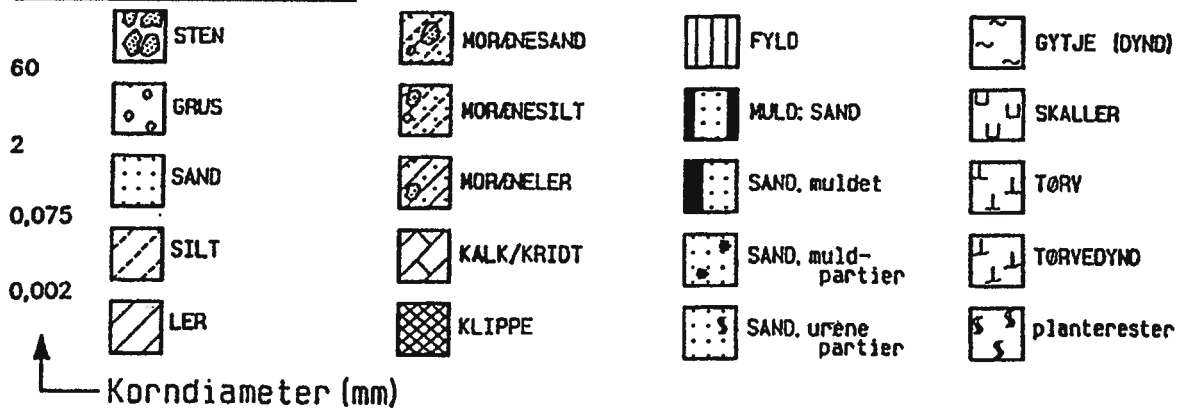 STEN
60
GRUS
2
SAND
0,075
SILT
0,002
LER
Korndiameter (mm)
MORÆNESAND
MORÆNESILT
MORÆNELER
KALK/KRIDT
KLIPPE
FYLD
MULD: SAND
SAND, muldet
SAND, muld-
partier
SAND, urene
partier
GYTJE (DYND)
SKALLER
TØRV
TØRVEDYND
planterester